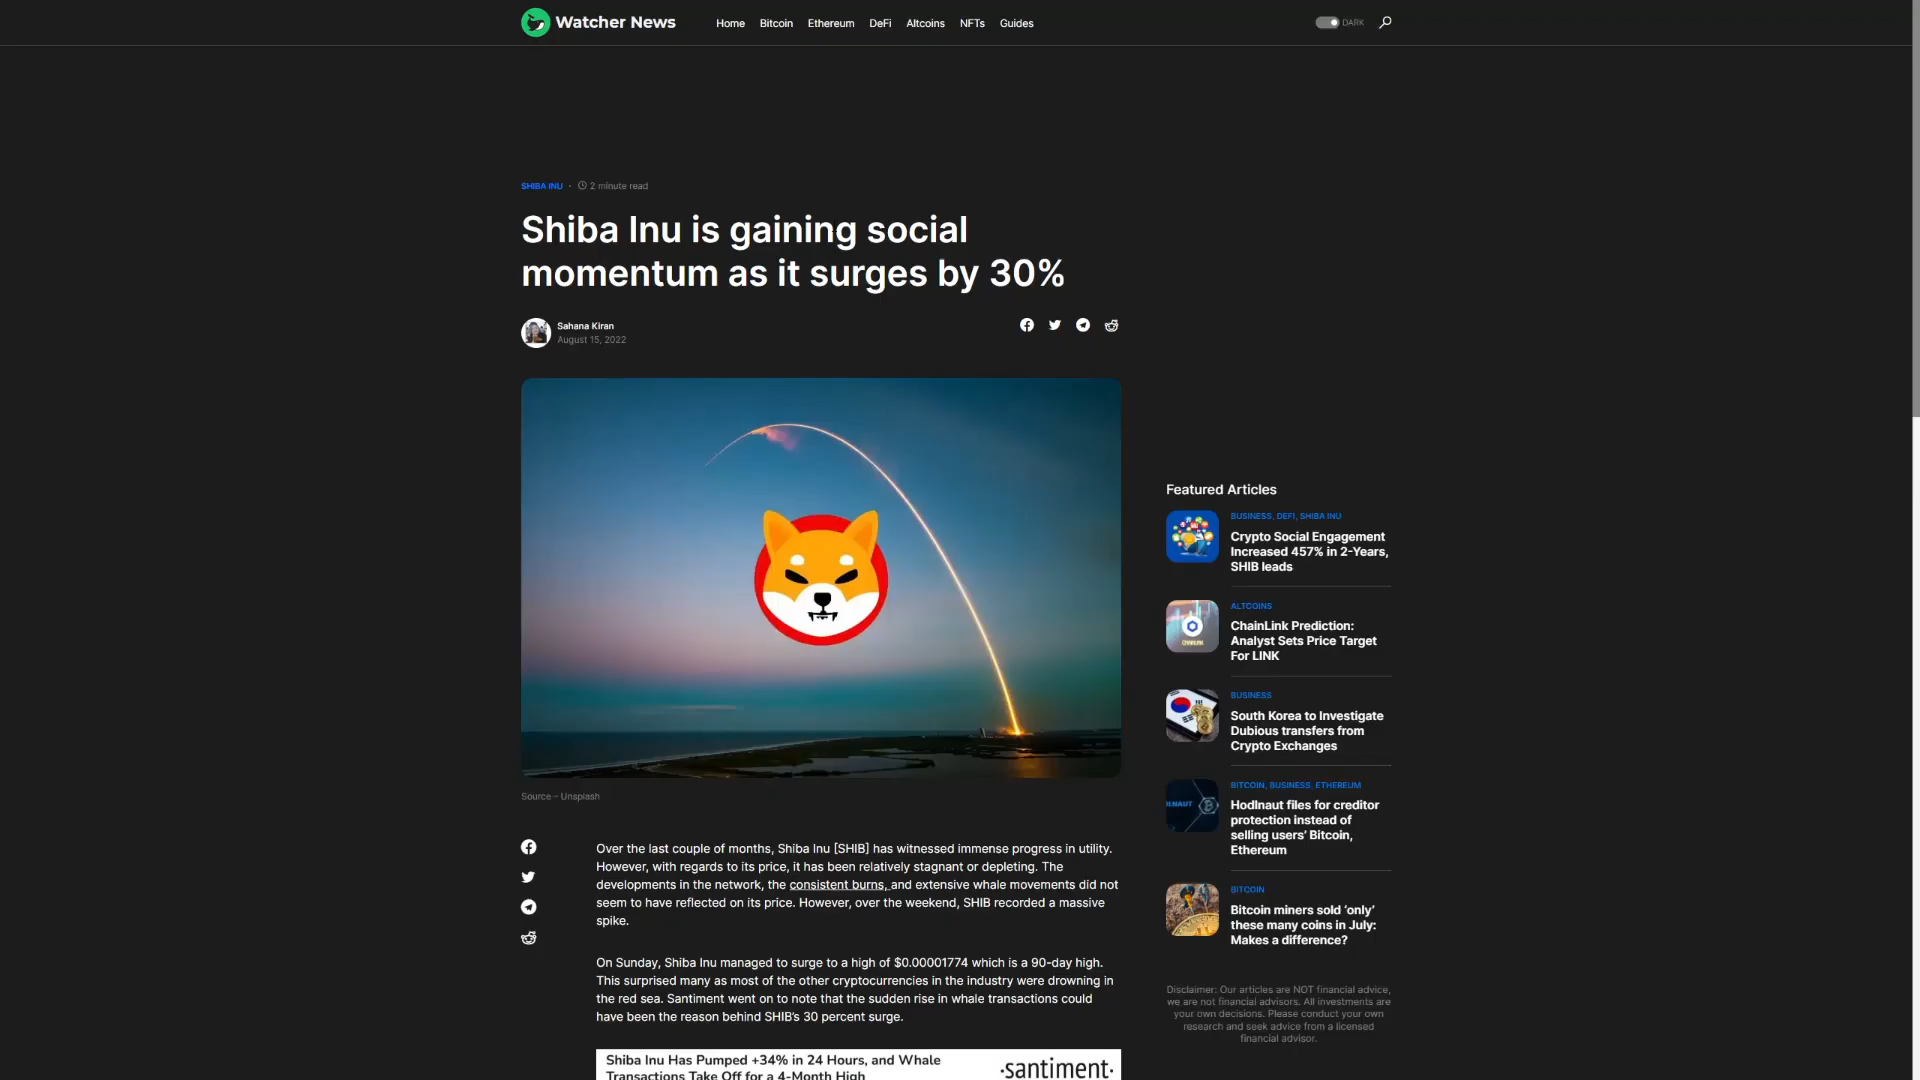 Watcher News
Home Bitcoin Ethereum DeFi Altcoins NFTs Guides
DARK
SHIBA INU · 2 minute read
Shiba Inu is gaining social
momentum as it surges by 30%
Sahana Kiran
August 15, 2022
Source – Unsplash
Over the last couple of months, Shiba Inu [SHIB] has witnessed immense progress in utility.
However, with regards to its price, it has been relatively stagnant or depleting. The
developments in the network, the consistent burns, and extensive whale movements did not
seem to have reflected on its price. However, over the weekend, SHIB recorded a massive
spike.
On Sunday, Shiba Inu managed to surge to a high of $0.00001774 which is a 90-day high.
This surprised many as most of the other cryptocurrencies in the industry were drowning in
the red sea. Santiment went on to note that the sudden rise in whale transactions could
have been the reason behind SHIB's 30 percent surge.
Shiba Inu Has Pumped +34% in 24 Hours, and Whale
Transactions Take Off for a 4-Month High
·santiment·
Featured Articles
BUSINESS, DEFI, SHIBA INU
Crypto Social Engagement
Increased 457% in 2-Years,
SHIB leads
ALTCOINS
ChainLink Prediction:
Analyst Sets Price Target
For LINK
CHAINLINK
BUSINESS
South Korea to Investigate
Dubious transfers from
Crypto Exchanges
BITCOIN, BUSINESS, ETHEREUM
Hodlnaut files for creditor
protection instead of
selling users' Bitcoin,
Ethereum
BITCOIN
Bitcoin miners sold 'only'
these many coins in July:
Makes a difference?
Disclaimer: Our articles are NOT financial advice,
we are not financial advisors. All investments are
your own decisions. Please conduct your own
research and seek advice from a licensed
financial advisor.